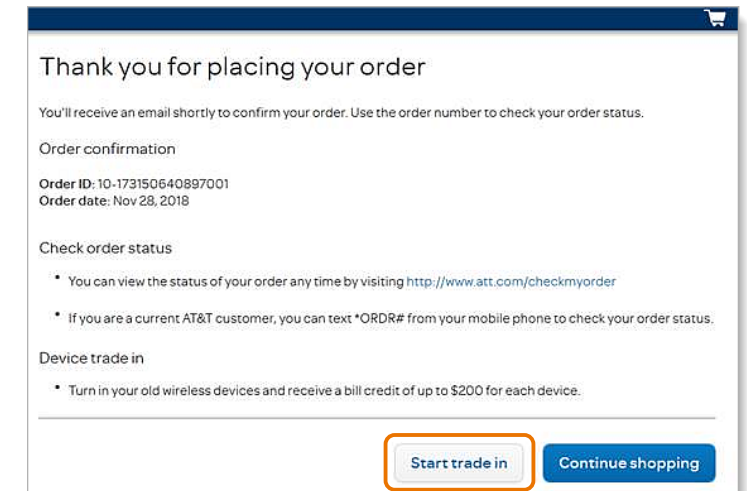 Thank you for placing your order
You'll receive an email shortly to confirm your order. Use the order number to check your order status.
Order confirmation
Order ID: 10-173150640897001
Order date: Nov 28, 2018
Check order status
• You can view the status of your order any time by visiting http://www.att.com/checkmyorder
• If you are a current AT&T customer, you can text *ORDR# from your mobile phone to check your order status.
Device trade in
• Turn in your old wireless devices and receive a bill credit of up to $200 for each device.
Start trade in
Continue shopping